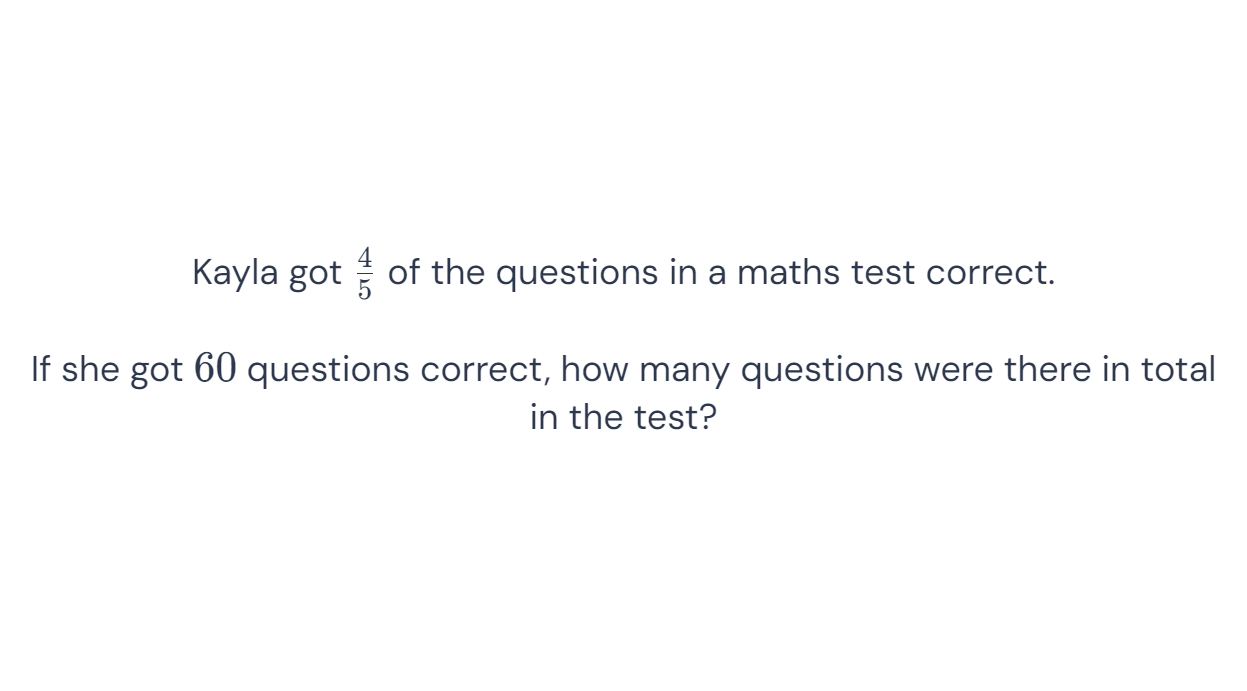 Kayla got \frac{4}{5} of the questions in a maths test correct.
If she got 60 questions correct, how many questions were there in total
in the test?